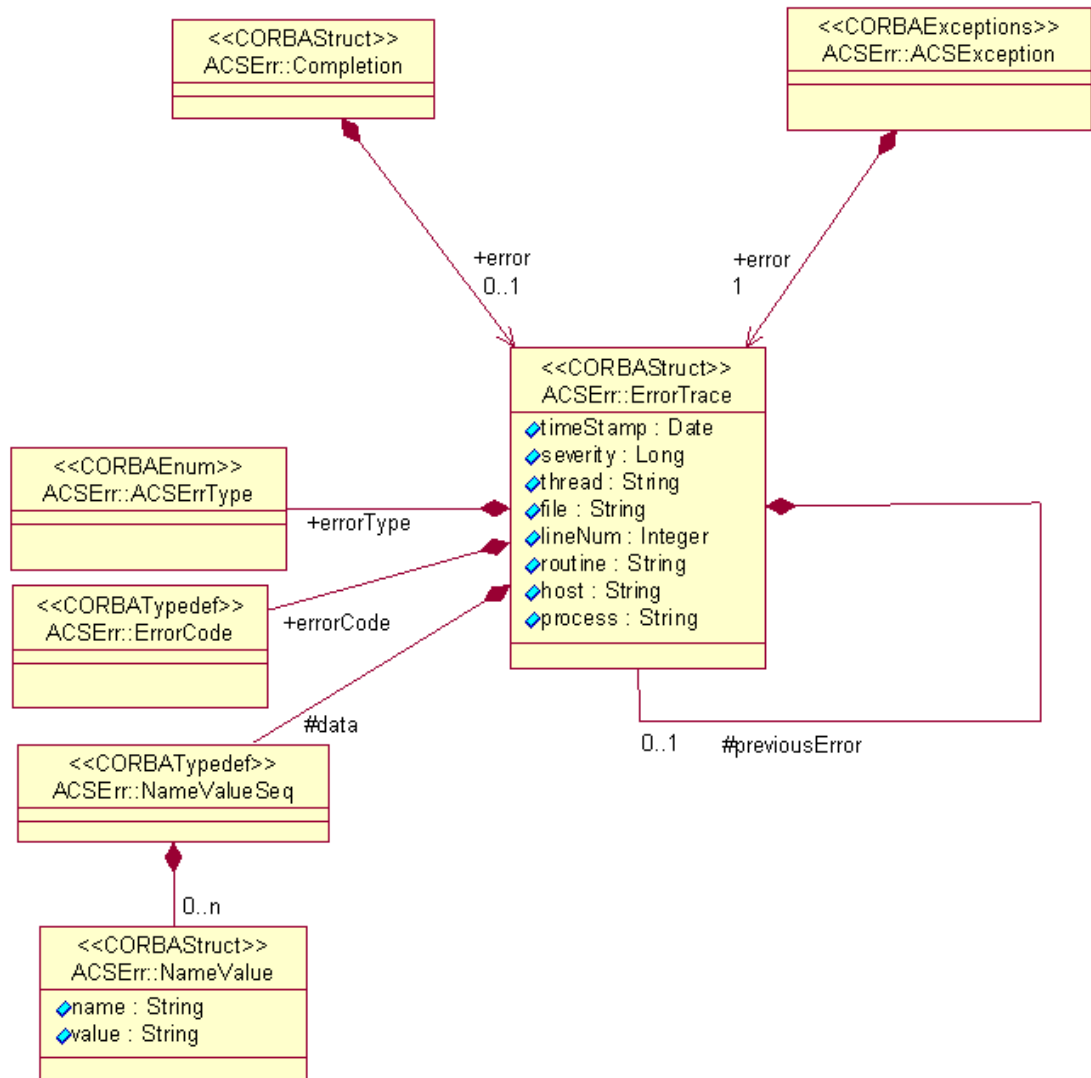 <<CORBAStruct>>
ACSErr::Completion
<<CORBAExceptions>>
ACSErr::ACSException
+error
0..1
+error
1
<<CORBAStruct>>
ACSErr::ErrorTrace
timeStamp : Date
severity : Long
thread : String
file : String
lineNum : Integer
routine : String
host : String
process : String
<<CORBAEnum>>
ACSErr::ACSErrType
+errorType
<<CORBATypedef>>
ACSErr::ErrorCode
+errorCode
#data
0..1
#previousError
<<CORBATypedef>>
ACSErr::NameValueSeq
0..n
<<CORBAStruct>>
ACSErr::NameValue
name : String
value : String